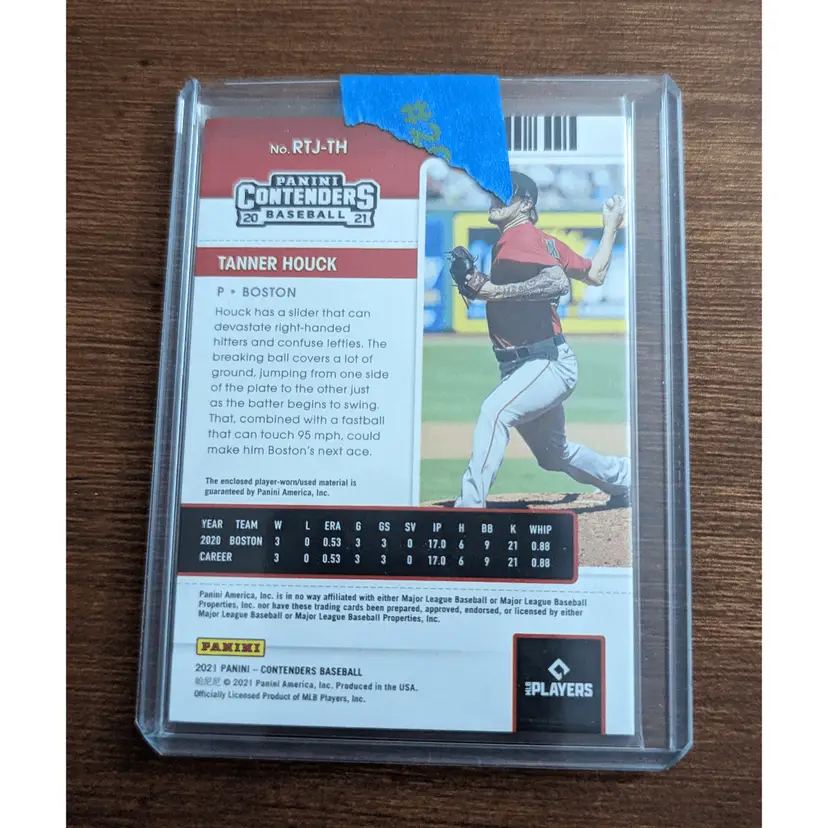 No. RTJ-TH
PANINI
CONTENDERS
20 BASEBALL 21
TANNER HOUCK
P • BOSTON
Houck has a slider that can
devastate right-handed
hitters and confuse lefties. The
breaking ball covers a lot of
ground, jumping from one side
of the plate to the other just
as the batter begins to swing.
That, combined with a fastball
that can touch 95 mph, could
make him Boston's next ace.
The enclosed player-worn/used material is
guaranteed by Panini America, Inc.
YEAR TEAM W L ERA G GS SV IP H BB K WHIP
2020 BOSTON 3 0 0.53 3 3 0 17.0 6 9 21 0.88
CAREER 3 0 0.53 3 3 0 17.0 6 9 21 0.88
Panini America, Inc. is in no way affiliated with either Major League Baseball or Major League Baseball
Properties, Inc. nor have these trading cards been prepared, approved, endorsed, or licensed by either
Major League Baseball or Major League Baseball Properties, Inc.
PANINI
2021 PANINI – CONTENDERS BASEBALL
帕尼尼 © 2021 Panini America, Inc. Produced in the USA.
Officially Licensed Product of MLB Players, Inc.
MLB PLAYERS